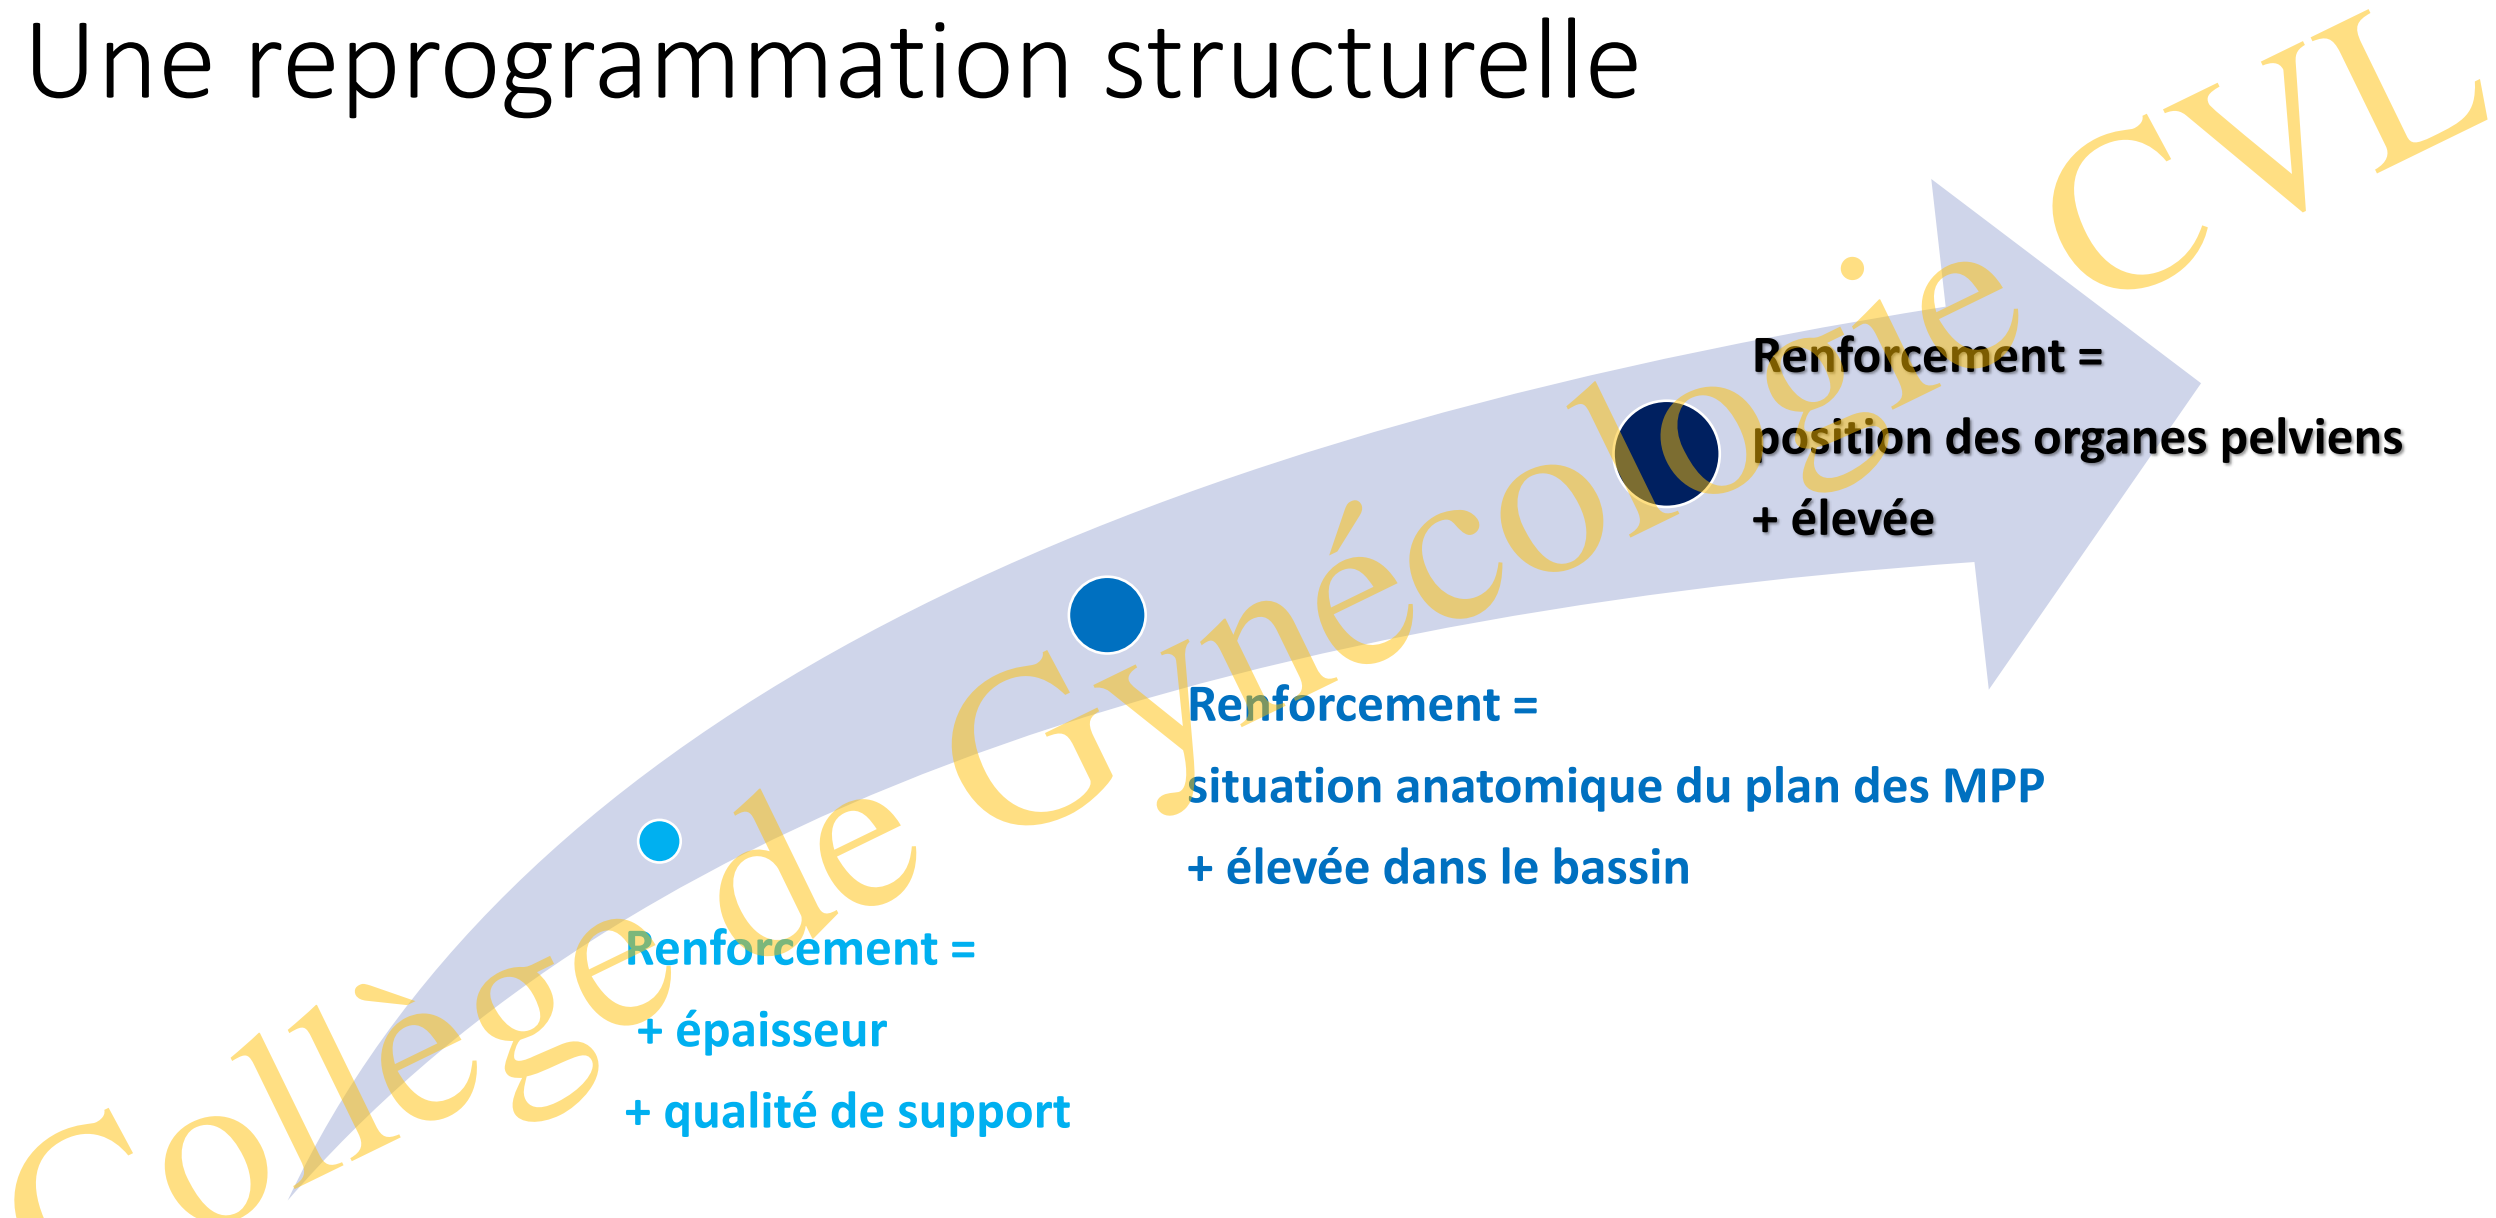 Une reprogrammation structurelle
Renforcement =
position des organes pelviens
+ élevée
Renforcement =
situation anatomique du plan des MPP
+ élevée dans le bassin
Renforcement =
+ épaisseur
+ qualité de support
Collège de Gynécologie CvL